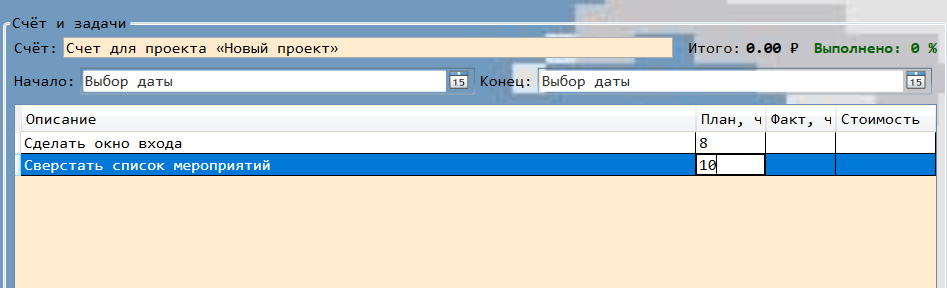 Счёт и задачи
Счёт: Счет для проекта «Новый проект» Итого: 0.00 ₽ Выполнено: 0 %
Начало: Выбор даты 15 Конец: Выбор даты 15
Описание План, ч Факт, ч Стоимость
Сделать окно входа 8
Сверстать список мероприятий 10